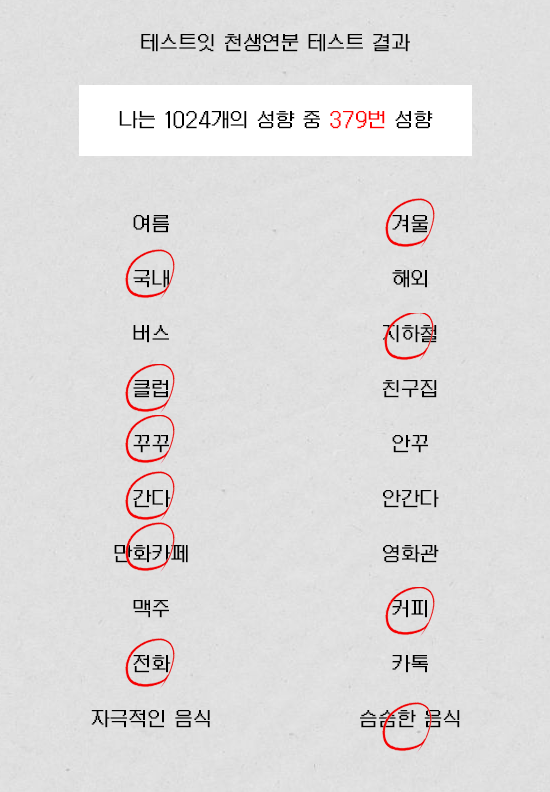 테스트잇 천생연분 테스트 결과
나는 1024개의 성향 중 379번 성향
여름 겨울
국내 해외
버스 지하철
클럽 친구집
꾸꾸 안꾸
간다 안간다
만화카페 영화관
맥주 커피
전화 카톡
자극적인 음식 슴슴한 음식